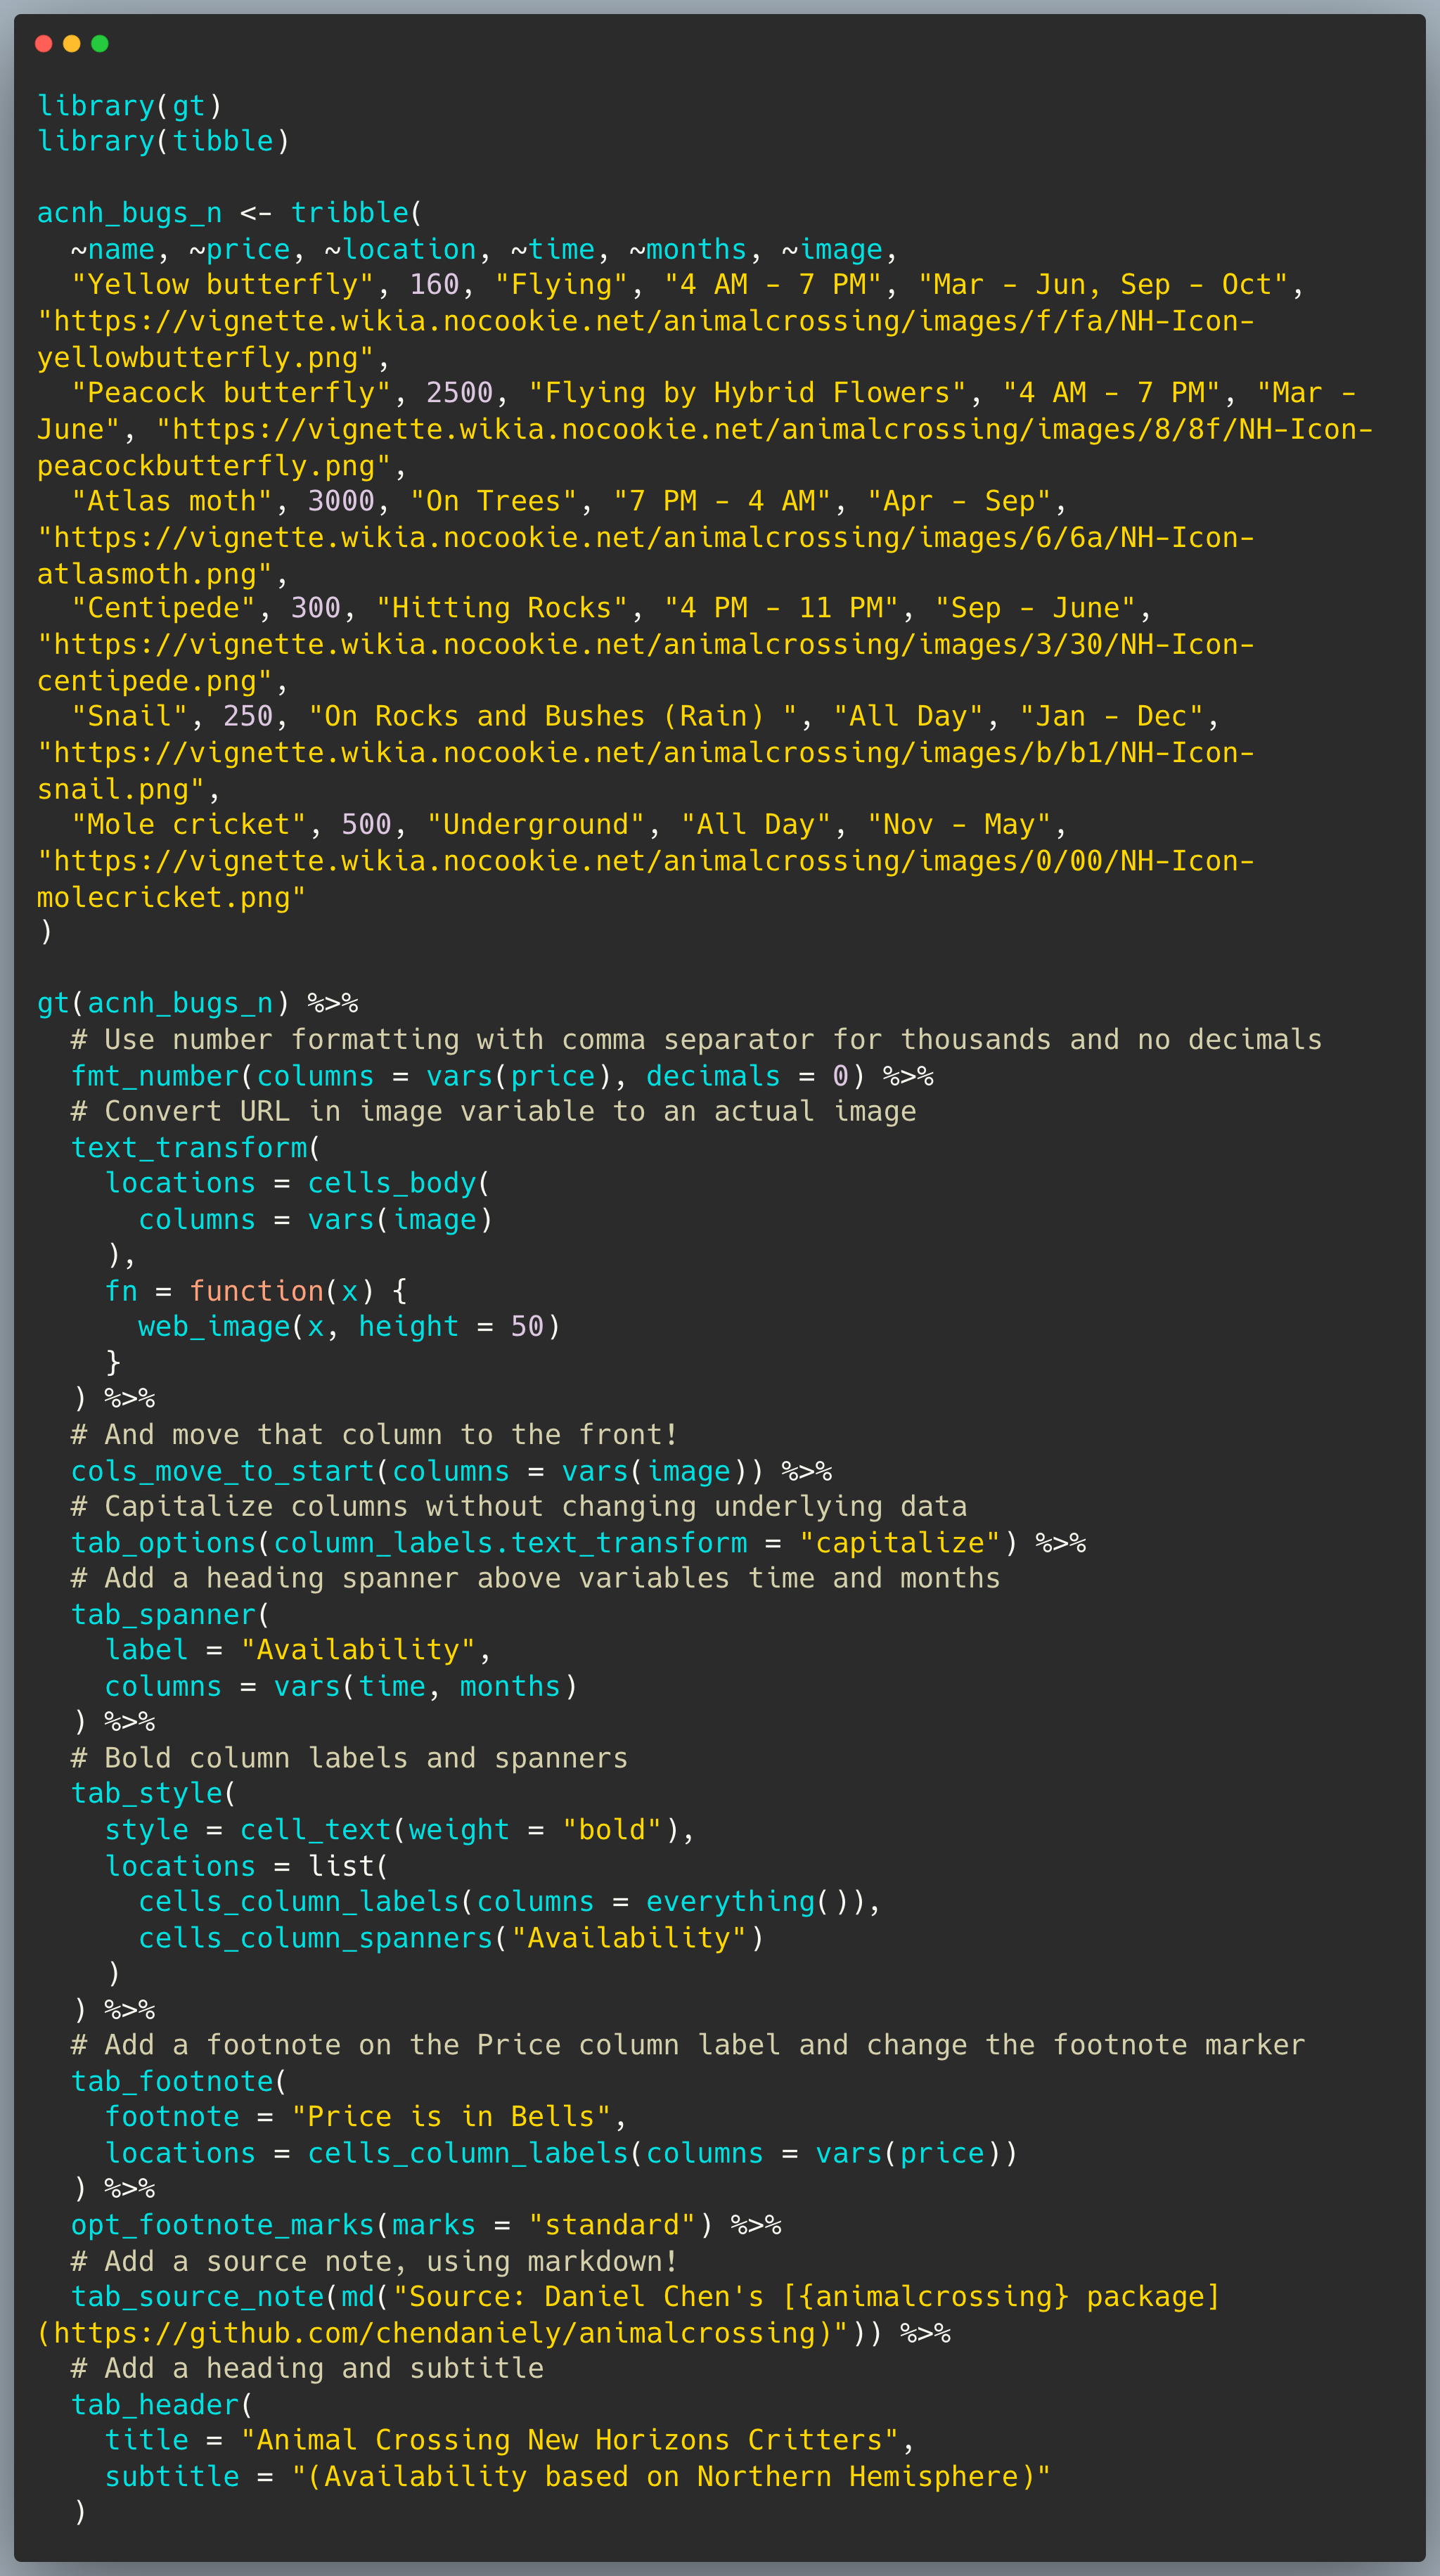 library(gt)
library(tibble)

acnh_bugs_n <- tribble(
  ~name, ~price, ~location, ~time, ~months, ~image,
  "Yellow butterfly", 160, "Flying", "4 AM - 7 PM", "Mar - Jun, Sep - Oct",
"https://vignette.wikia.nocookie.net/animalcrossing/images/f/fa/NH-Icon-
yellowbutterfly.png",
  "Peacock butterfly", 2500, "Flying by Hybrid Flowers", "4 AM - 7 PM", "Mar -
June", "https://vignette.wikia.nocookie.net/animalcrossing/images/8/8f/NH-Icon-
peacockbutterfly.png",
  "Atlas moth", 3000, "On Trees", "7 PM - 4 AM", "Apr - Sep",
"https://vignette.wikia.nocookie.net/animalcrossing/images/6/6a/NH-Icon-
atlasmoth.png",
  "Centipede", 300, "Hitting Rocks", "4 PM - 11 PM", "Sep - June",
"https://vignette.wikia.nocookie.net/animalcrossing/images/3/30/NH-Icon-
centipede.png",
  "Snail", 250, "On Rocks and Bushes (Rain) ", "All Day", "Jan - Dec",
"https://vignette.wikia.nocookie.net/animalcrossing/images/b/b1/NH-Icon-
snail.png",
  "Mole cricket", 500, "Underground", "All Day", "Nov - May",
"https://vignette.wikia.nocookie.net/animalcrossing/images/0/00/NH-Icon-
molecricket.png"
)

gt(acnh_bugs_n) %>%
  # Use number formatting with comma separator for thousands and no decimals
  fmt_number(columns = vars(price), decimals = 0) %>%
  # Convert URL in image variable to an actual image
  text_transform(
    locations = cells_body(
      columns = vars(image)
    ),
    fn = function(x) {
      web_image(x, height = 50)
    }
  ) %>%
  # And move that column to the front!
  cols_move_to_start(columns = vars(image)) %>%
  # Capitalize columns without changing underlying data
  tab_options(column_labels.text_transform = "capitalize") %>%
  # Add a heading spanner above variables time and months
  tab_spanner(
    label = "Availability",
    columns = vars(time, months)
  ) %>%
  # Bold column labels and spanners
  tab_style(
    style = cell_text(weight = "bold"),
    locations = list(
      cells_column_labels(columns = everything()),
      cells_column_spanners("Availability")
    )
  ) %>%
  # Add a footnote on the Price column label and change the footnote marker
  tab_footnote(
    footnote = "Price is in Bells",
    locations = cells_column_labels(columns = vars(price))
  ) %>%
  opt_footnote_marks(marks = "standard") %>%
  # Add a source note, using markdown!
  tab_source_note(md("Source: Daniel Chen's [{animalcrossing} package]
(https://github.com/chendaniely/animalcrossing)")) %>%
  # Add a heading and subtitle
  tab_header(
    title = "Animal Crossing New Horizons Critters",
    subtitle = "(Availability based on Northern Hemisphere)"
  )